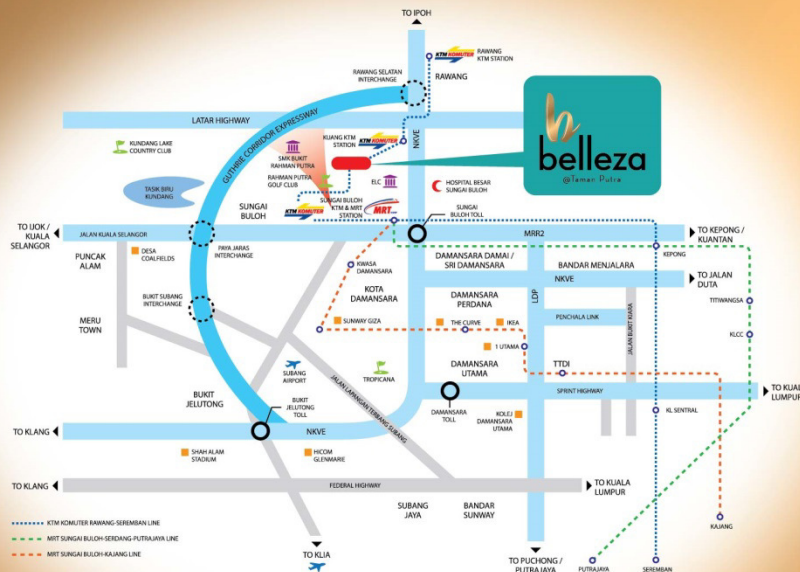 TO IPOH
KTM KOMUTER
RAWANG
KTM STATION
RAWANG SELATAN
INTERCHANGE
RAWANG
LATAR HIGHWAY
GUTHRIE CORRIDOR EXPRESSWAY
NKVE
KUANG KTM
STATION
KTM KOMUTER
b
belleza
@Taman Putra
KUNDANG LAKE
COUNTRY CLUB
SMK BUKIT
RAHMAN PUTRA
RAHMAN PUTRA
GOLF CLUB
ELC
HOSPITAL BESAR
SUNGAI BULOH
TASIK BIRU
KUNDANG
SUNGAI
BULOH
KTM KOMUTER
SUNGAI BULOH
KTM & MRT
STATION
MRT
SUNGAI
BULOH TOLL
TO UOK/
KUALA
SELANGOR
JALAN KUALA SELANGOR
MRR2
TO KEPONG /
KUANTAN
PUNCAK
ALAM
DESA
COALFIELDS
PAYA JARAS
INTERCHANGE
KWASA
DAMANSARA
DAMANSARA DAMAI /
SRI DAMANSARA
BANDAR MENJALARA
KEPONG
NKVE
TO JALAN
DUTA
BUKIT SUBANG
INTERCHANGE
KOTA
DAMANSARA
DAMANSARA
PERDANA
LDP
TITIWANGSA
MERU
TOWN
SUNWAY GIZA
THE CURVE
IKEA
PENCHALA LINK
JALAN BUKIT KIARA
KLCC
1 UTAMA
SUBANG
AIRPORT
TROPICANA
DAMANSARA
UTAMA
TTDI
JALAN LAPANGAN TERBANG SUBANG
BUKIT
JELUTONG
BUKIT
JELUTONG
TOLL
SPRINT HIGHWAY
TO KUALA
LUMPUR
DAMANSARA
TOLL
KOLEJ
DAMANSARA
UTAMA
KL SENTRAL
TO KLANG
NKVE
SHAH ALAM
STADIUM
HICOM
GLENMARIE
TO KLANG
FEDERAL HIGHWAY
TO KUALA
LUMPUR
SUBANG
JAYA
BANDAR
SUNWAY
KAJANG
KTM KOMUTER RAWANG-SEREMBAN LINE
MRT SUNGAI BULOH-SERDANG-PUTRAJAYA LINE
MRT SUNGAI BULOH-KAJANG LINE
TO KLIA
TO PUCHONG /
PUTRAJAYA
PUTRAJAYA
SEREMBAN